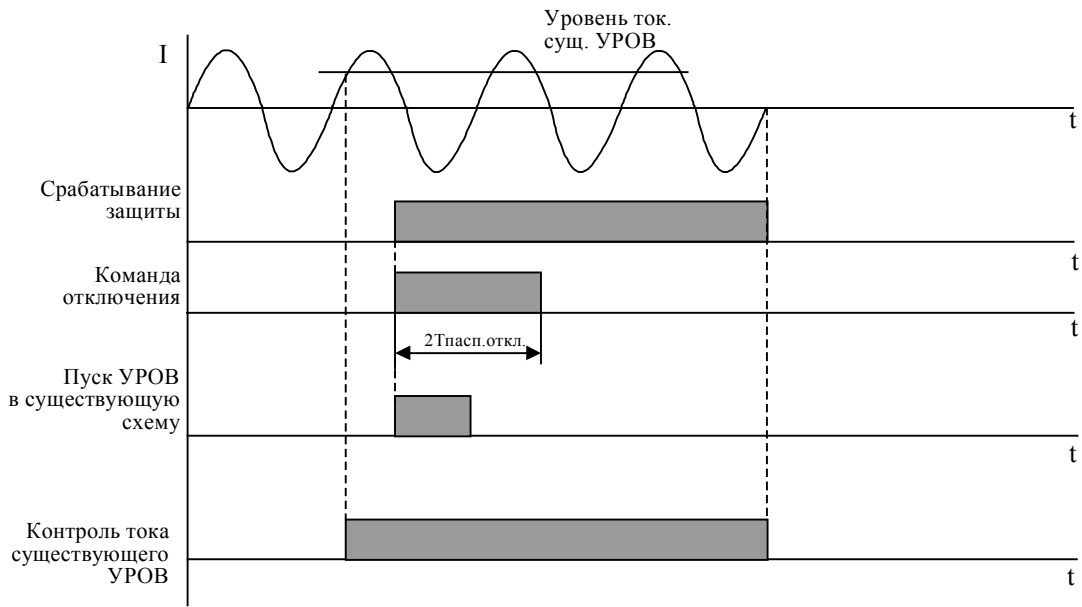 Уровень ток.
сущ. УРОВ
I
t
Срабатывание
защиты
t
Команда
отключения
t
2Тпасп.откл.
Пуск УРОВ
в существующую
схему
t
Контроль тока
существующего
УРОВ
t